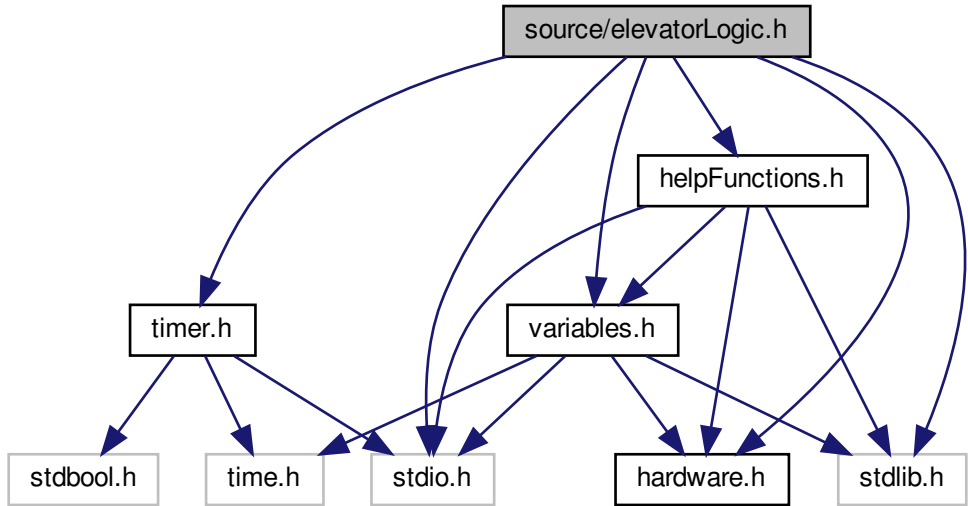 source/elevatorLogic.h
helpFunctions.h
timer.h
variables.h
stdbool.h
time.h
stdio.h
hardware.h
stdlib.h